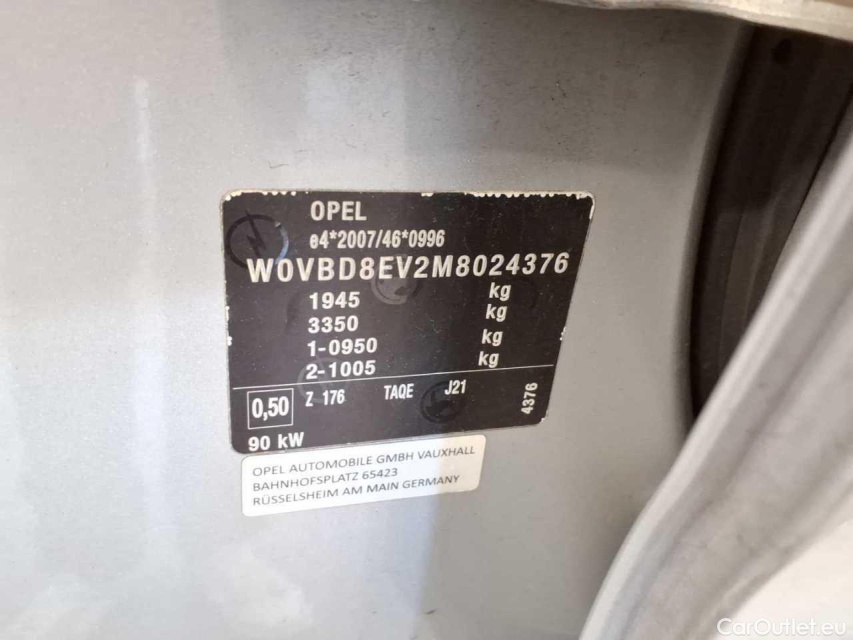 OPEL
e4*2007/46*0996
W0VBD8EV2M8024376
1945 kg
3350 kg
1-0950 kg
2-1005 kg
0,50 Z 176 TAQE J21 4376
90 kW
OPEL AUTOMOBILE GMBH VAUXHALL
BAHNHOFSPLATZ 65423
RÜSSELSHEIM AM MAIN GERMANY
CarOutlet.eu